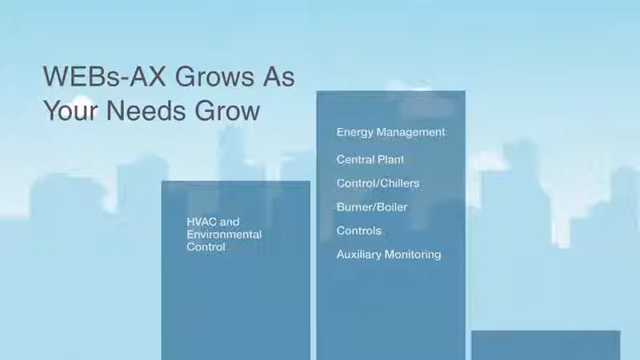 WEBs-AX Grows As
Your Needs Grow
HVAC and
Environmental
Control
Energy Management
Central Plant
Control/Chillers
Burner/Boiler
Controls
Auxiliary Monitoring